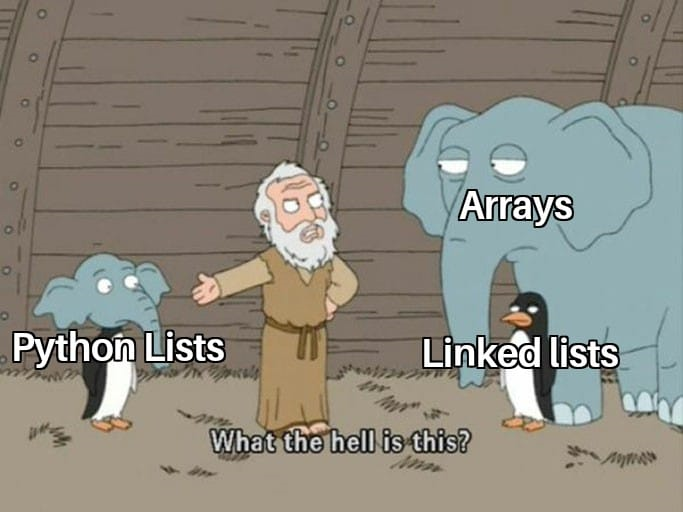 Arrays
Python Lists
Linked lists
What the hell is this?